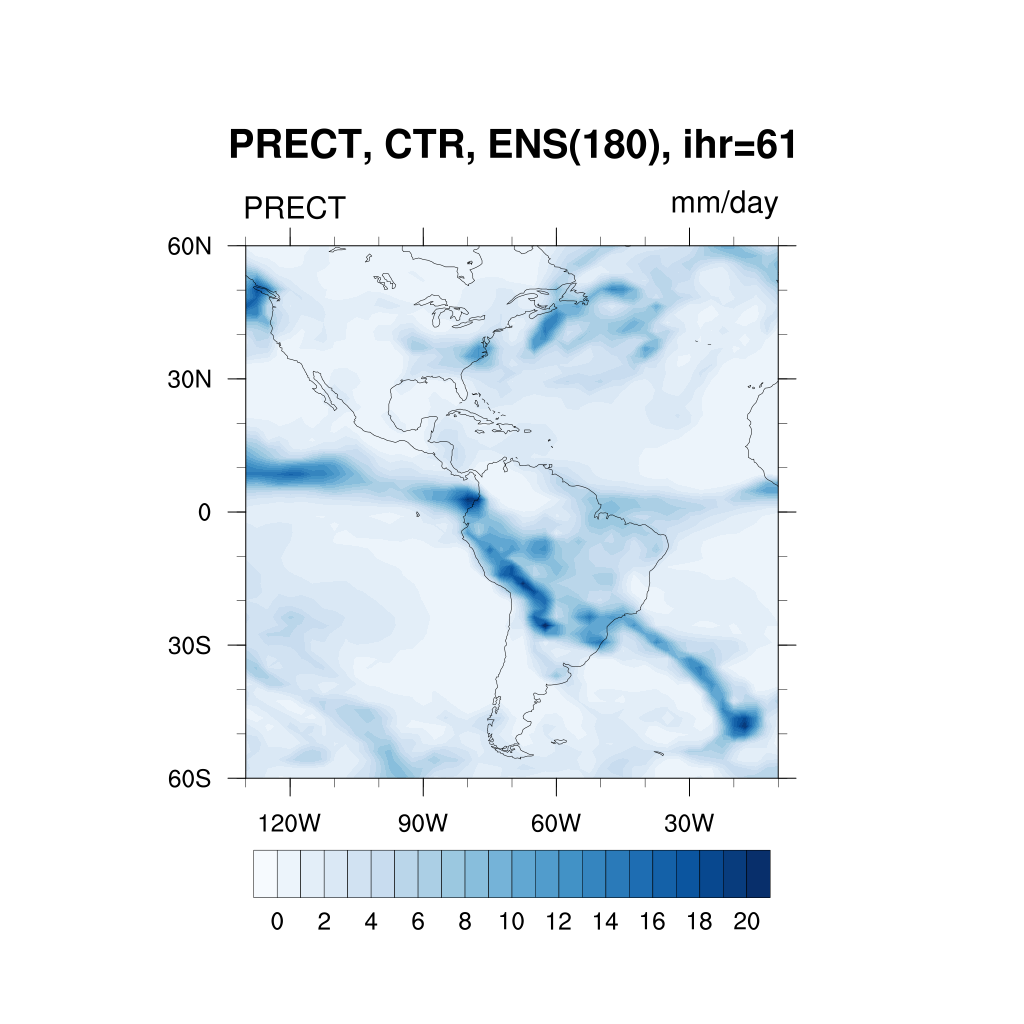 PRECT, CTR, ENS(180), ihr=61
PRECT mm/day
60N
30N
0
30S
60S
120W 90W 60W 30W
0 2 4 6 8 10 12 14 16 18 20